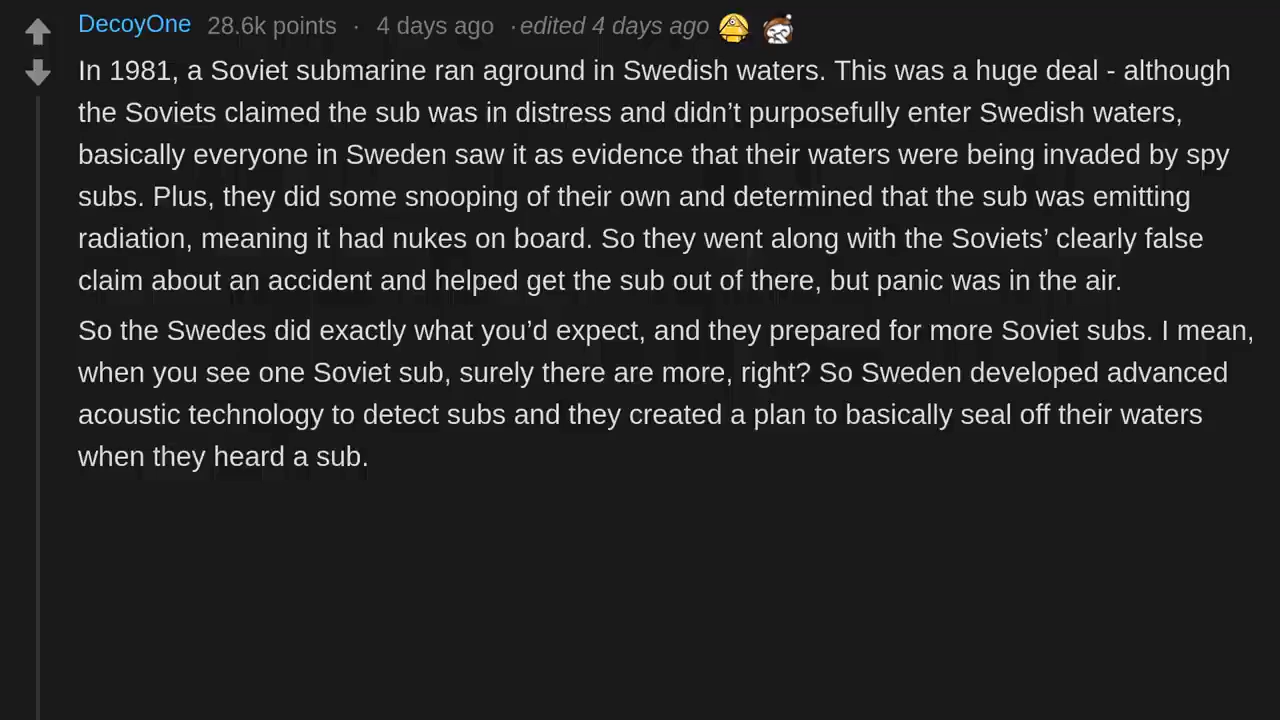 DecoyOne 28.6k points · 4 days ago · edited 4 days ago
In 1981, a Soviet submarine ran aground in Swedish waters. This was a huge deal - although
the Soviets claimed the sub was in distress and didn’t purposefully enter Swedish waters,
basically everyone in Sweden saw it as evidence that their waters were being invaded by spy
subs. Plus, they did some snooping of their own and determined that the sub was emitting
radiation, meaning it had nukes on board. So they went along with the Soviets’ clearly false
claim about an accident and helped get the sub out of there, but panic was in the air.
So the Swedes did exactly what you’d expect, and they prepared for more Soviet subs. I mean,
when you see one Soviet sub, surely there are more, right? So Sweden developed advanced
acoustic technology to detect subs and they created a plan to basically seal off their waters
when they heard a sub.